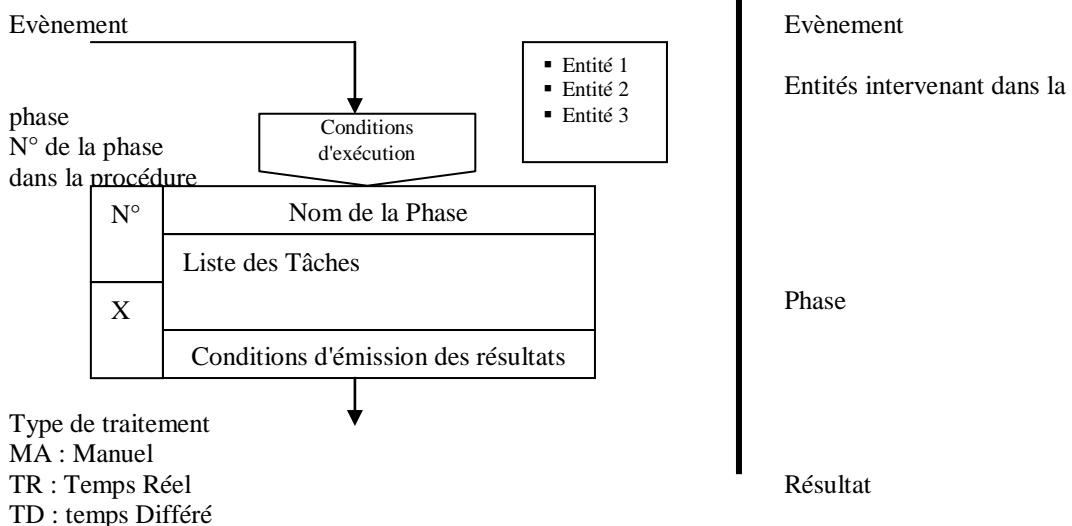 Evènement
Evènement
▪ Entité 1
▪ Entité 2
▪ Entité 3
Entités intervenant dans la
phase
N° de la phase
dans la procédure
Conditions
d'exécution
N°
Nom de la Phase
Liste des Tâches
X
Phase
Conditions d'émission des résultats
Type de traitement
MA : Manuel
TR : Temps Réel
Résultat
TD : temps Différé